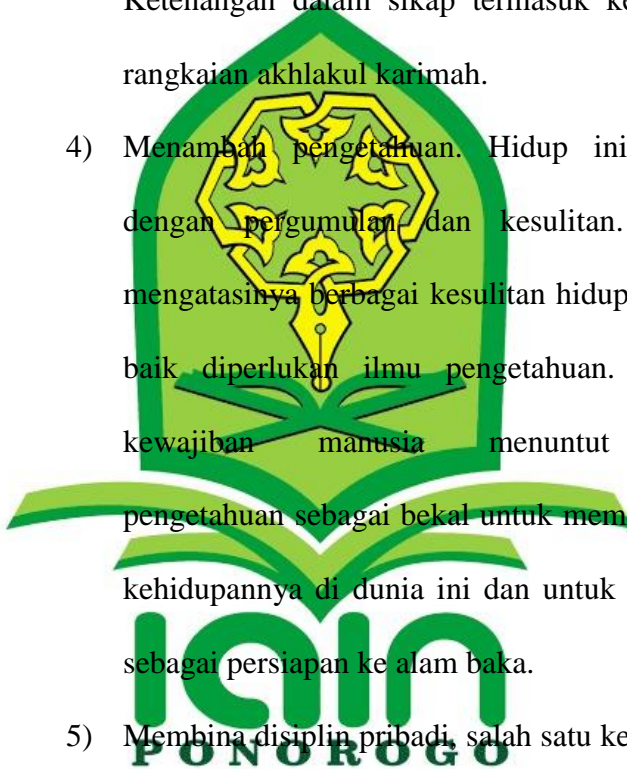 Ketenangan dalam sikap termasuk
rangkaian akhlakul karimah.
4) Menambah pengetahuan. Hidup ini
dengan pergumulan dan kesulitan.
mengatasinya berbagai kesulitan hidup
baik diperlukan ilmu pengetahuan.
kewajiban manusia menuntut
pengetahuan sebagai bekal untuk mem
kehidupannya di dunia ini dan untuk
sebagai persiapan ke alam baka.
iain
5) Membina disiplin pribadi, salah satu ke
PONOROGO